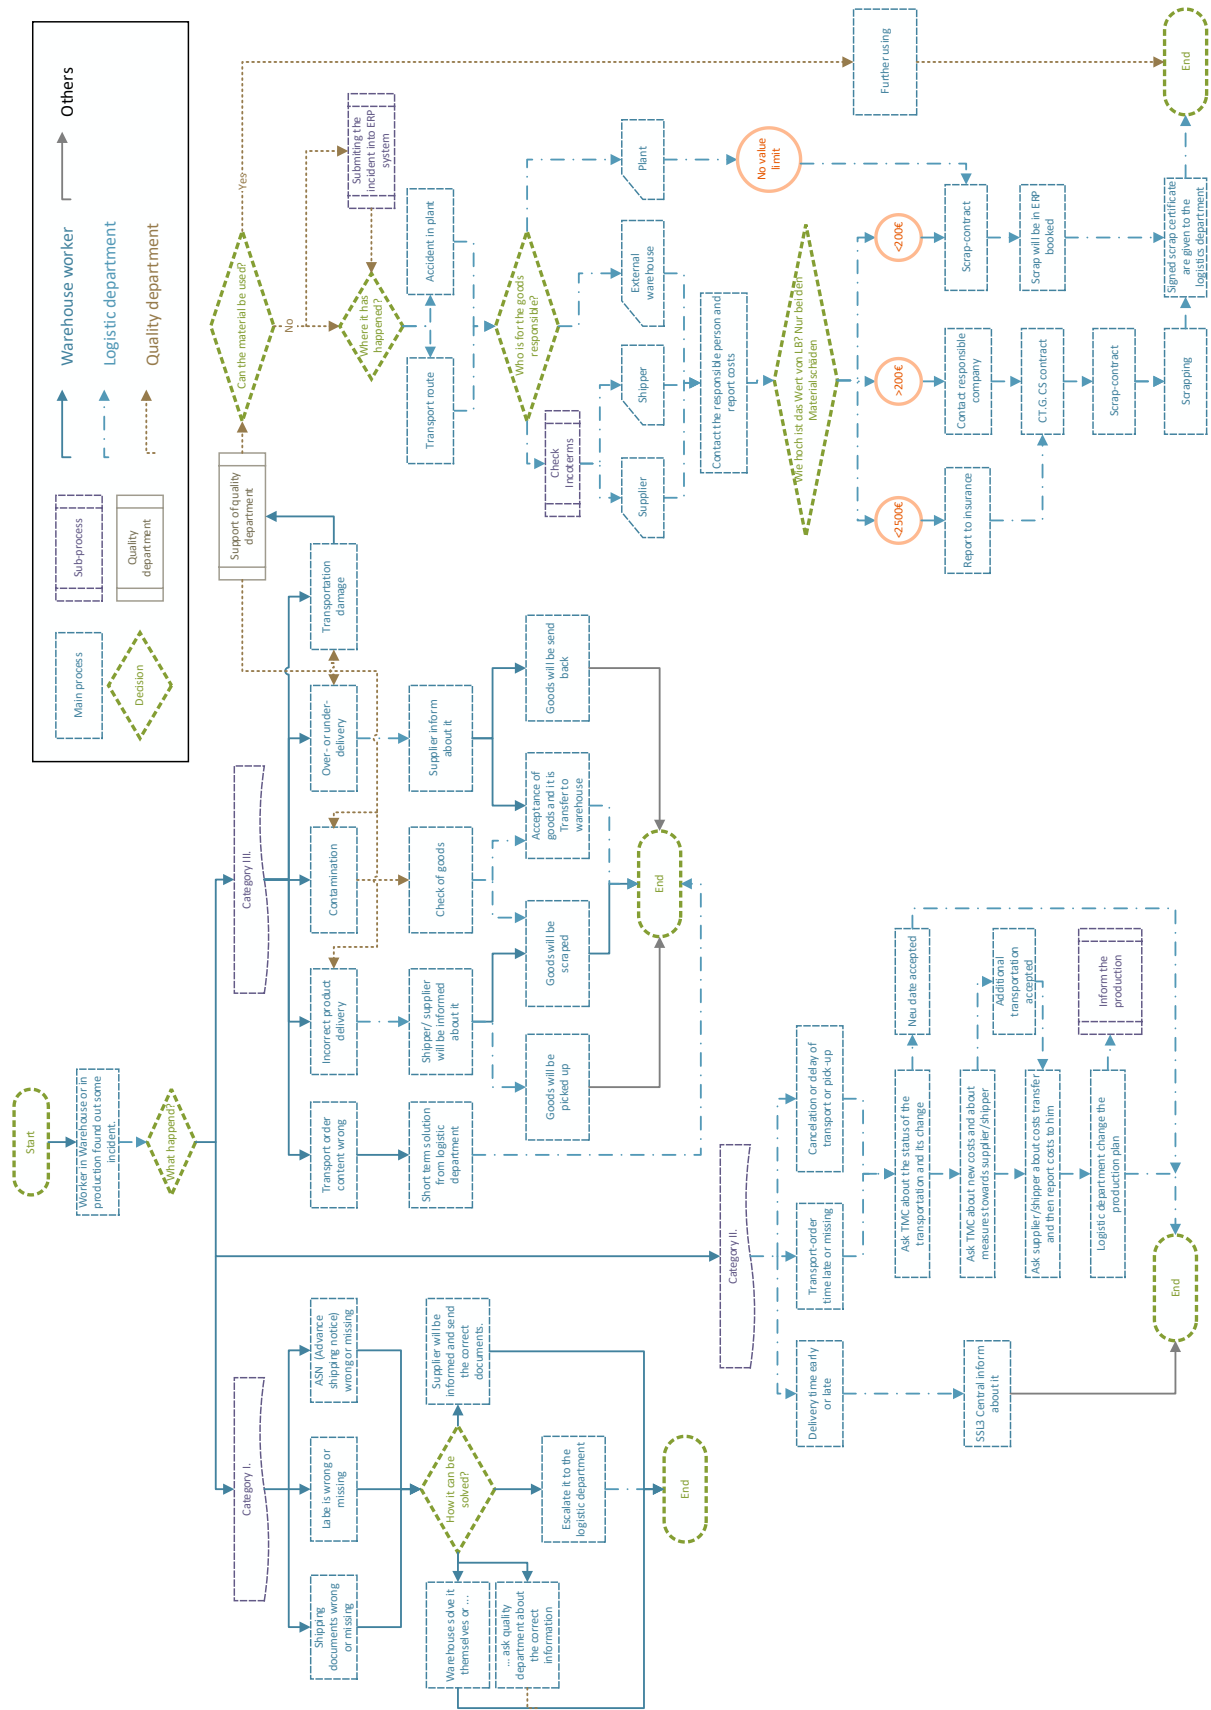 Start
Worker in Warehouse or in
production found out some
incident.
What happend?
Main process
Sub-process
Decision
Quality
department
Warehouse worker
Logistic department
Quality department
Others
Category I.
Shipping
documents wrong
or missing
Labe is wrong or
missing
ASN (Advance
shipping notice)
wrong or missing
How it can be
solved?
Warehouse solve it
themselves or ...
... ask quality
department about
the correct
information
Supplier will be
informed and send
the correct
documents.
Escalate it to the
logistic department
End
Category II.
Delivery time early
or late
Transport-order
time late or missing
Cancelation or delay of
transport or pick-up
SSL3 Central inform
about it
Ask TMC about the status of the
transportation and its change
Neu date accepted
Ask TMC about new costs and about
measures towards supplier/shipper
Additional
transportation
accepted
Ask supplier/shipper about costs transfer
and then report costs to him
Logistic department change the
production plan
Inform the
production
End
Category III.
Transport order
content wrong
Incorrect product
delivery
Contamination
Over- or under-
delivery
Transportation
damage
Short term solution
from logistic
department
Shipper/ supplier
will be informed
about it
Check of goods
Supplier inform
about it
Goods will be
picked up
Goods will be
scraped
Acceptance of
goods and it is
Transfer to
warehouse
Goods will be send
back
End
Support of quality
department
Can the material be used?
Yes
No
Where it has
happened?
Submiting the
incident into ERP
system
Transport route
Accident in plant
Who is for the goods
responsible?
Check
Incoterms
Supplier
Shipper
External
warehouse
Plant
Contact the responsible person and
report costs
No value
limit
Wie hoch ist das Wert von LB? Nur bei den
Materialschäden
<2500€
>200€
<200€
Further using
Report to insurance
Contact responsible
company
Scrap-contract
CT.G.CS contract
Scrap will be in ERP
booked
Scrap-contract
Scrapping
Signed scrap certificate
are given to the
logistics department
End